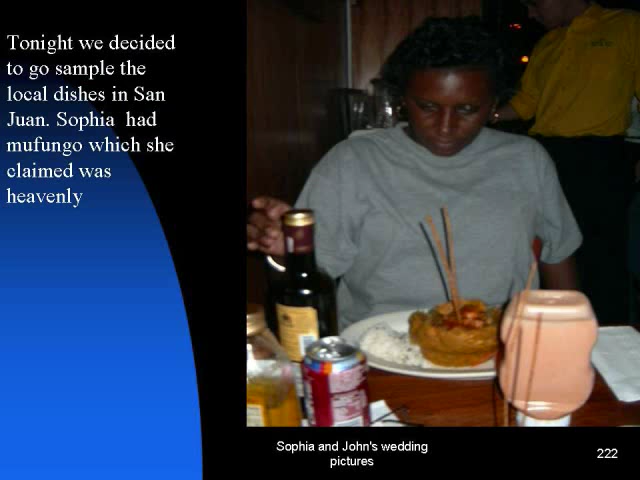 Tonight we decided
to go sample the
local dishes in San
Juan. Sophia  had
mufungo which she
claimed was
heavenly
Sophia and John's wedding
pictures
222